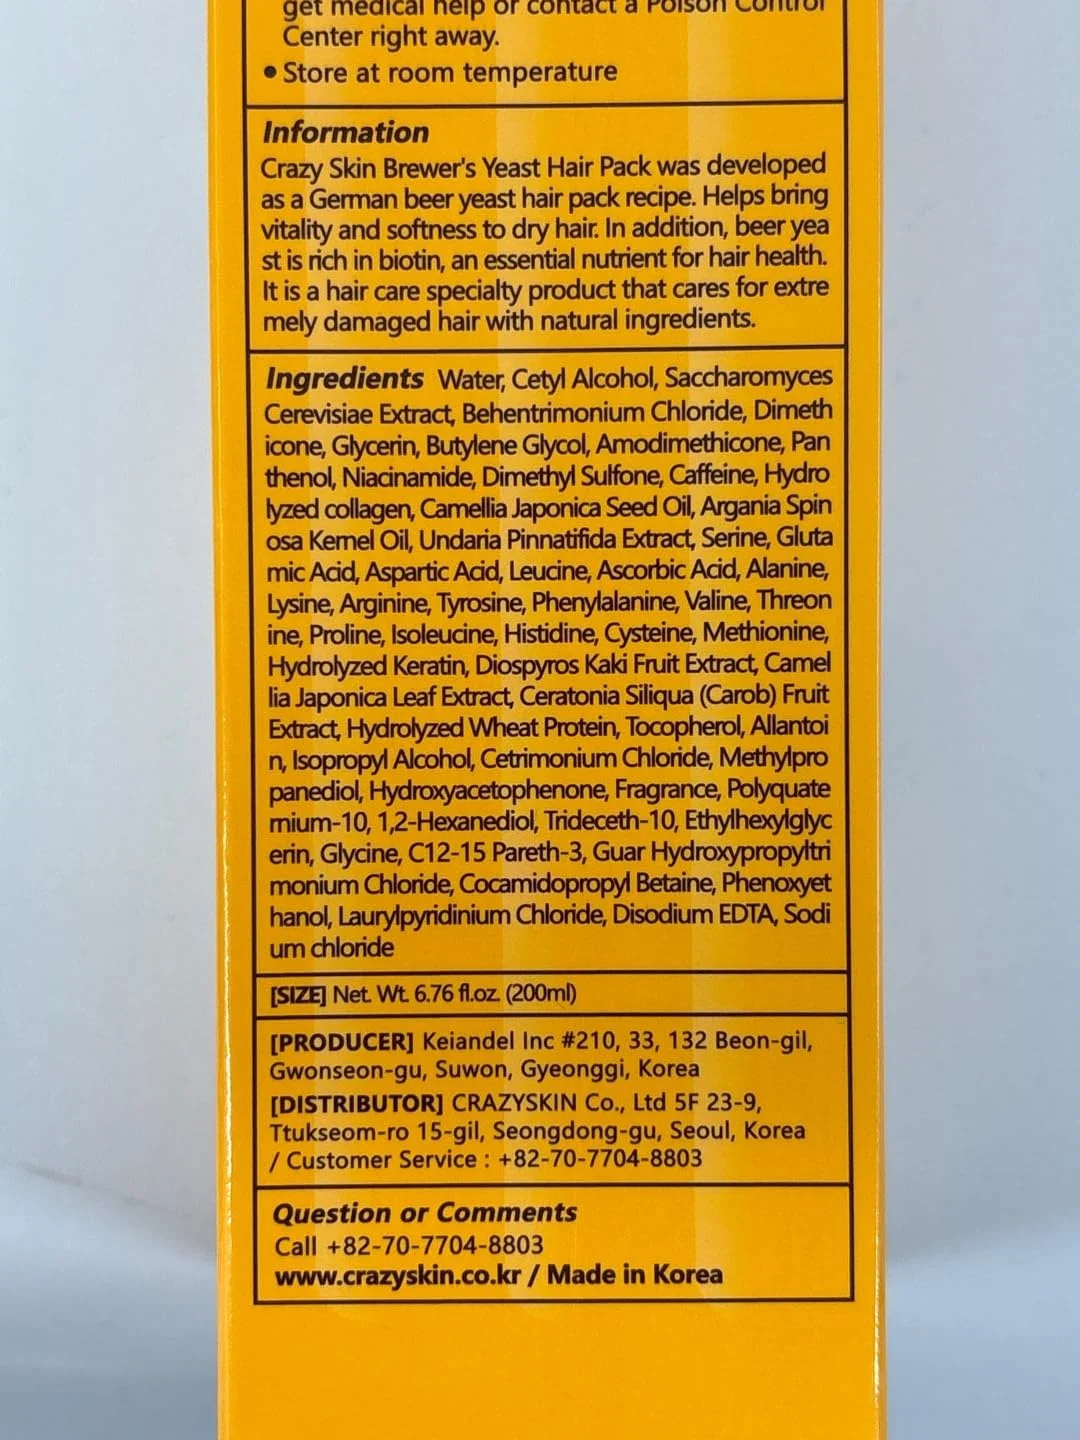 get medical help or contact a Poison Control
Center right away.
• Store at room temperature
Information
Crazy Skin Brewer's Yeast Hair Pack was developed
as a German beer yeast hair pack recipe. Helps bring
vitality and softness to dry hair. In addition, beer yea
st is rich in biotin, an essential nutrient for hair health.
It is a hair care specialty product that cares for extre
mely damaged hair with natural ingredients.
Ingredients Water, Cetyl Alcohol, Saccharomyces
Cerevisiae Extract, Behentrimonium Chloride, Dimeth
icone, Glycerin, Butylene Glycol, Amodimethicone, Pan
thenol, Niacinamide, Dimethyl Sulfone, Caffeine, Hydro
lyzed collagen, Camellia Japonica Seed Oil, Argania Spin
osa Kernel Oil, Undaria Pinnatifida Extract, Serine, Gluta
mic Acid, Aspartic Acid, Leucine, Ascorbic Acid, Alanine,
Lysine, Arginine, Tyrosine, Phenylalanine, Valine, Threon
ine, Proline, Isoleucine, Histidine, Cysteine, Methionine,
Hydrolyzed Keratin, Diospyros Kaki Fruit Extract, Camel
lia Japonica Leaf Extract, Ceratonia Siliqua (Carob) Fruit
Extract, Hydrolyzed Wheat Protein, Tocopherol, Allantoi
n, Isopropyl Alcohol, Cetrimonium Chloride, Methylpro
panediol, Hydroxyacetophenone, Fragrance, Polyquate
mium-10, 1,2-Hexanediol, Trideceth-10, Ethylhexylglyc
erin, Glycine, C12-15 Pareth-3, Guar Hydroxypropyltri
monium Chloride, Cocamidopropyl Betaine, Phenoxyet
hanol, Laurylpyridinium Chloride, Disodium EDTA, Sodi
um chloride
[SIZE] Net. Wt. 6.76 fl.oz. (200ml)
[PRODUCER] Keiandel Inc #210, 33, 132 Beon-gil,
Gwonseon-gu, Suwon, Gyeonggi, Korea
[DISTRIBUTOR] CRAZYSKIN Co., Ltd 5F 23-9,
Ttukseom-ro 15-gil, Seongdong-gu, Seoul, Korea
/ Customer Service : +82-70-7704-8803
Question or Comments
Call +82-70-7704-8803
www.crazyskin.co.kr / Made in Korea